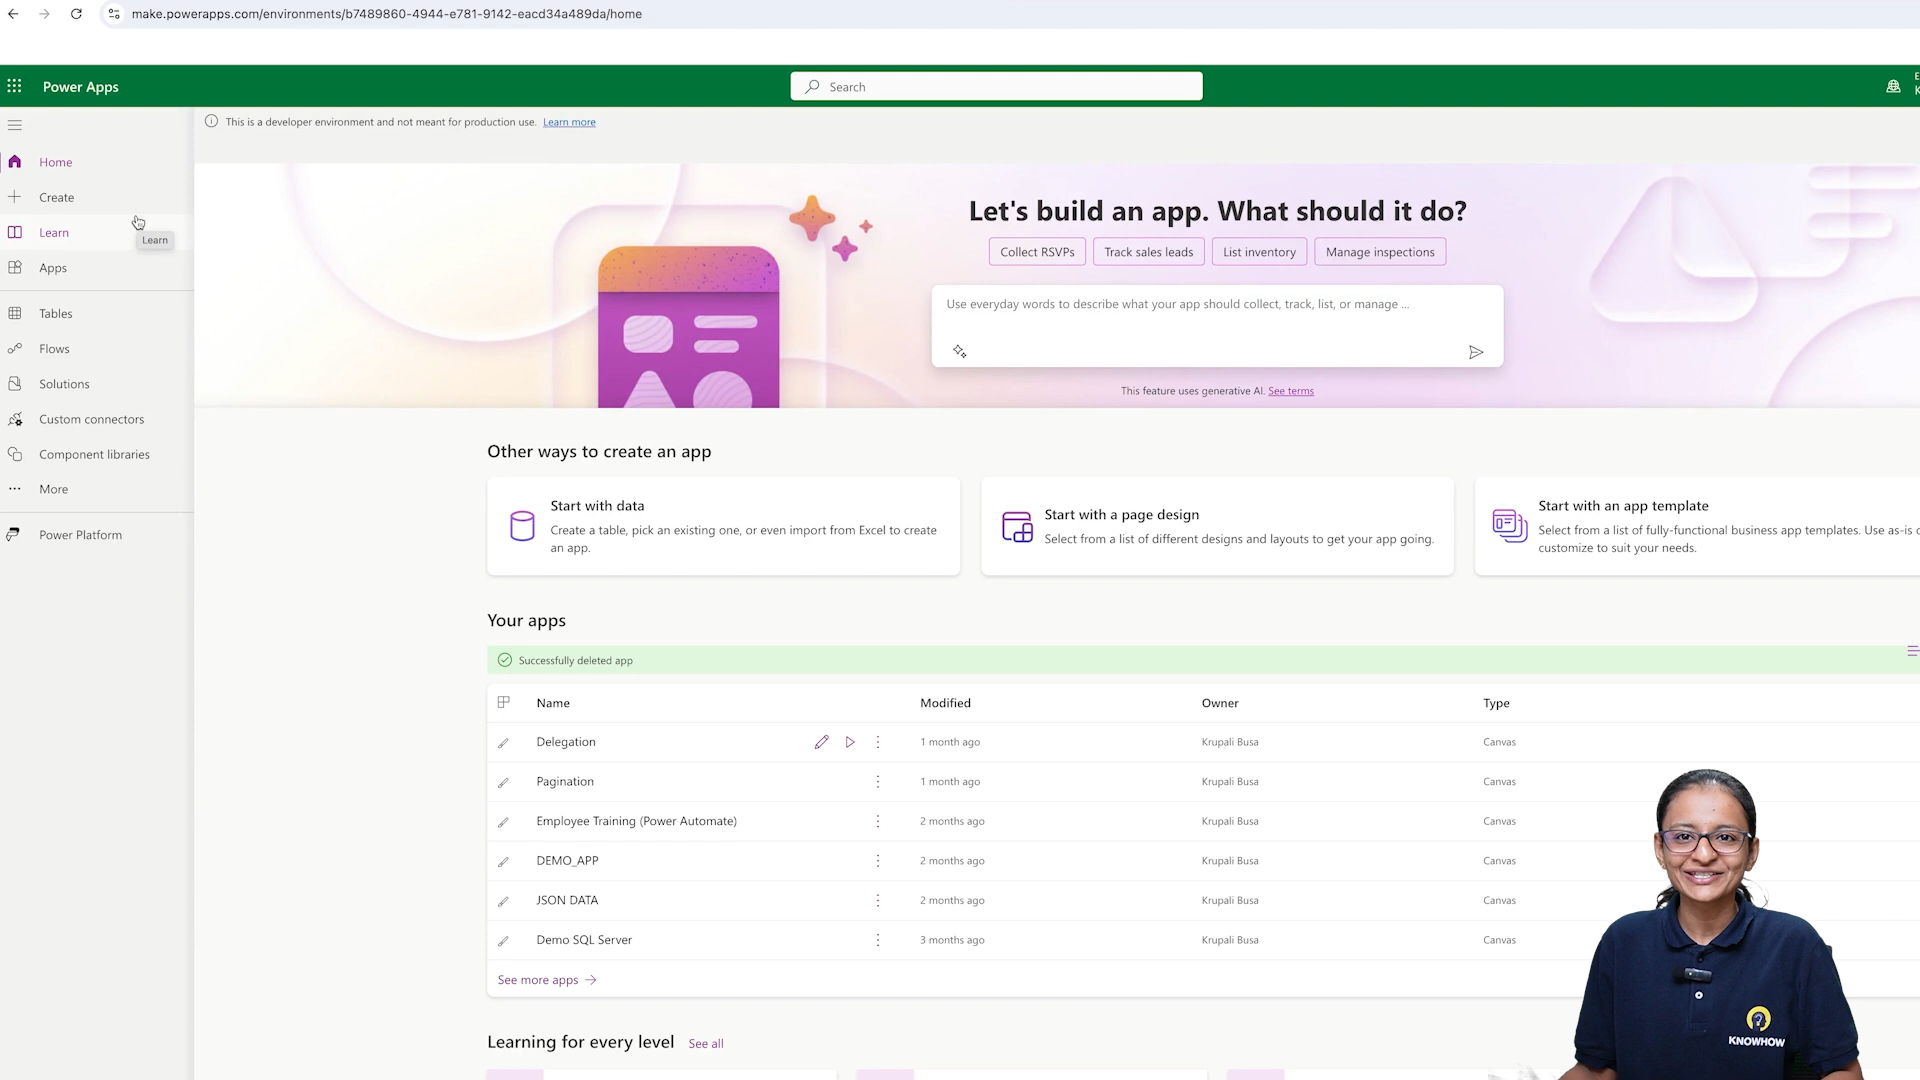 make.powerapps.com/environments/b7489860-4944-e781-9142-eacd34a489da/home
Power Apps
Search
E
K
This is a developer environment and not meant for production use. Learn more
Home
Create
Learn
Learn
Apps
Tables
Flows
Solutions
Custom connectors
Component libraries
More
Power Platform
Let's build an app. What should it do?
Collect RSVPs Track sales leads List inventory Manage inspections
Use everyday words to describe what your app should collect, track, list, or manage ...
This feature uses generative AI. See terms
Other ways to create an app
Start with data
Create a table, pick an existing one, or even import from Excel to create
an app.
Start with a page design
Select from a list of different designs and layouts to get your app going.
Start with an app template
Select from a list of fully-functional business app templates. Use as-is
customize to suit your needs.
Your apps
Successfully deleted app
Name Modified Owner Type
Delegation 1 month ago Krupali Busa Canvas
Pagination 1 month ago Krupali Busa Canvas
Employee Training (Power Automate) 2 months ago Krupali Busa Canvas
DEMO_APP 2 months ago Krupali Busa Canvas
JSON DATA 2 months ago Krupali Busa Canvas
Demo SQL Server 3 months ago Krupali Busa Canvas
See more apps
Learning for every level See all
KNOWHOW